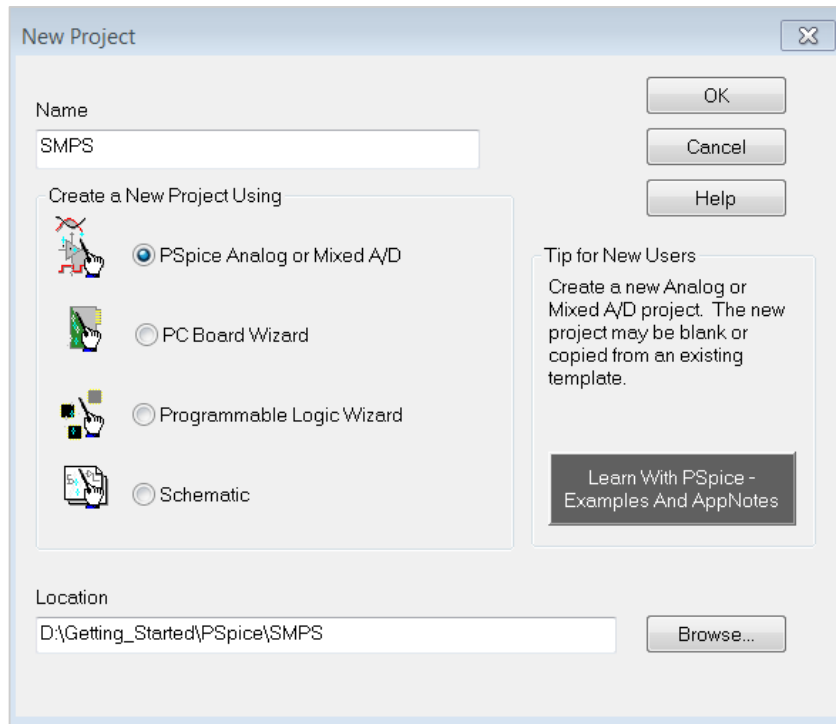 New Project
Name
SMPS
OK
Cancel
Help
Create a New Project Using
PSpice Analog or Mixed A/D
PC Board Wizard
Programmable Logic Wizard
Schematic
Tip for New Users
Create a new Analog or
Mixed A/D project. The new
project may be blank or
copied from an existing
template.
Learn With PSpice -
Examples And AppNotes
Location
D:\Getting_Started\PSpice\SMPS
Browse...